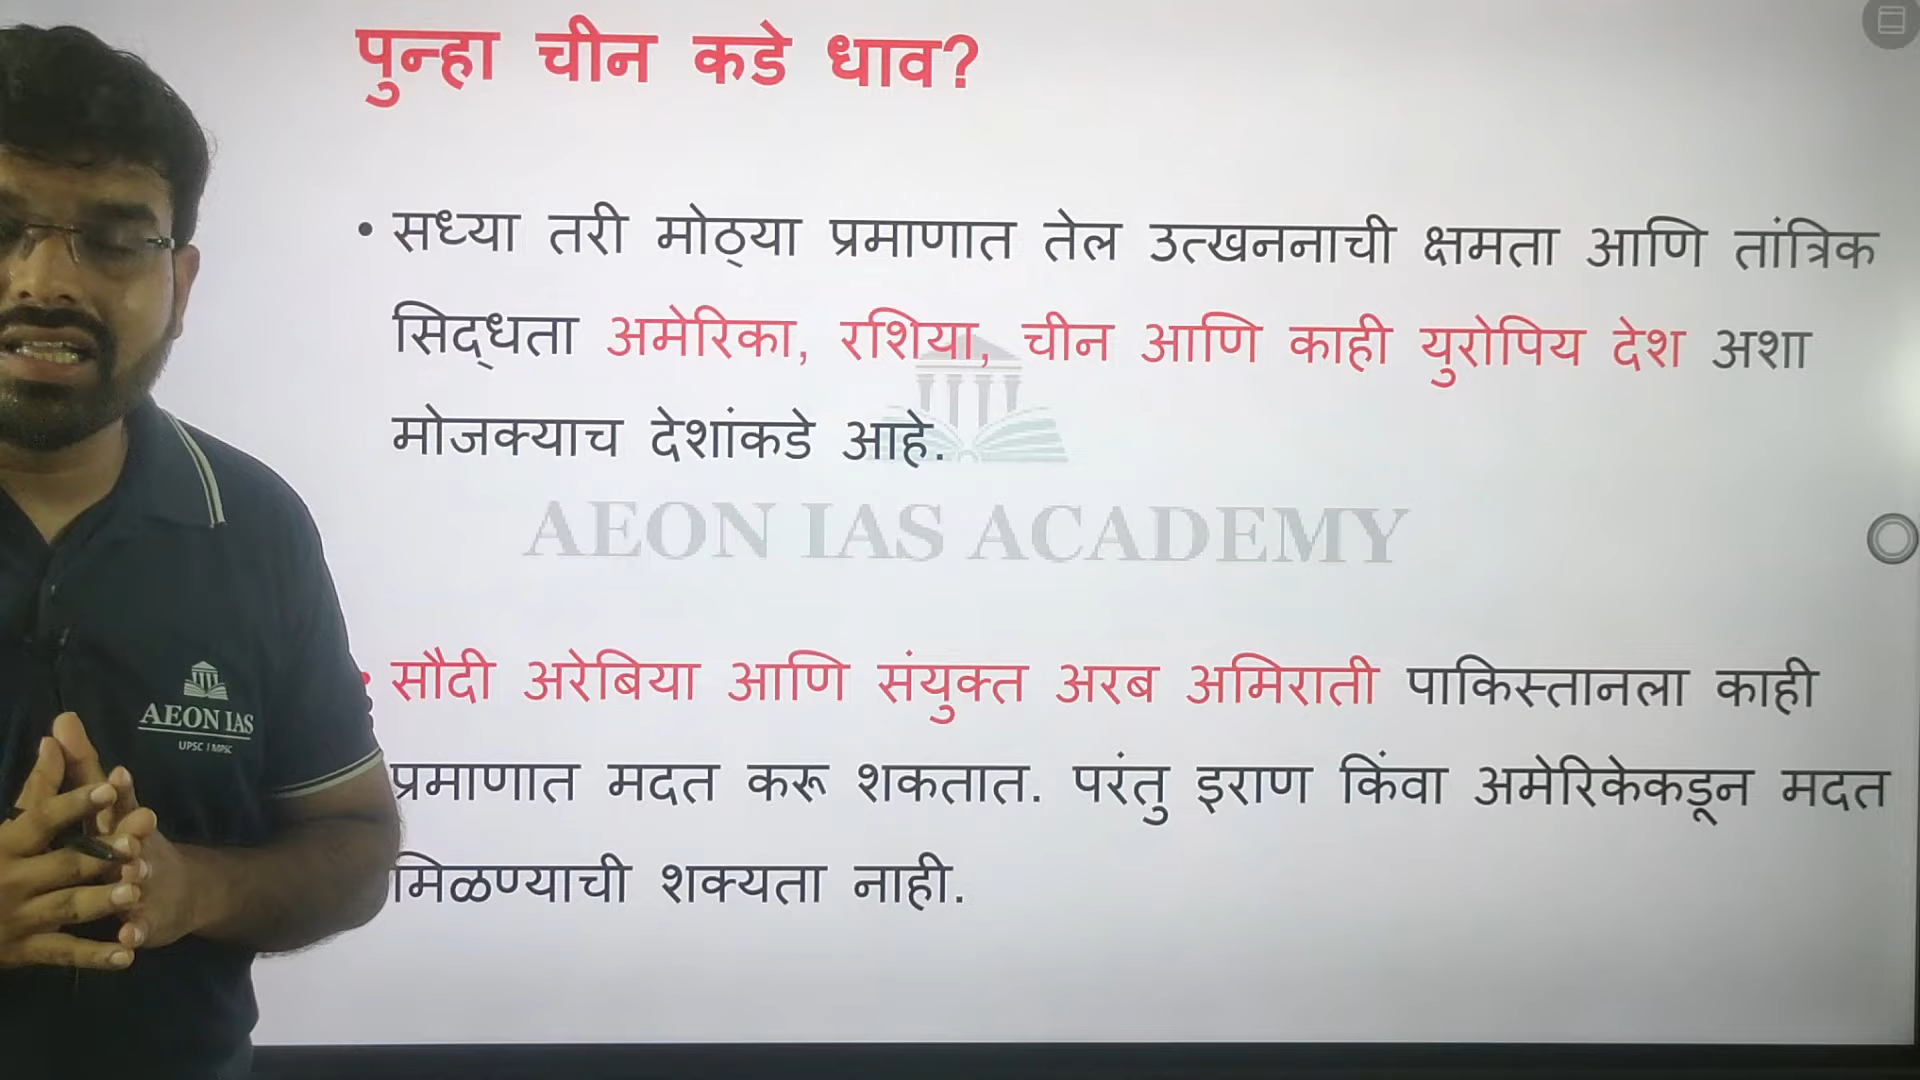 पुन्हा चीन कडे धाव?
• सध्या तरी मोठ्या प्रमाणात तेल उत्खननाची क्षमता आणि तांत्रिक
सिद्धता अमेरिका, रशिया, चीन आणि काही युरोपिय देश अशा
मोजक्याच देशांकडे आहे.
AEON IAS ACADEMY
• सौदी अरेबिया आणि संयुक्त अरब अमिराती पाकिस्तानला काही
प्रमाणात मदत करू शकतात. परंतु इराण किंवा अमेरिकेकडून मदत
मिळण्याची शक्यता नाही.
AEON IAS
UPSC | MPSC